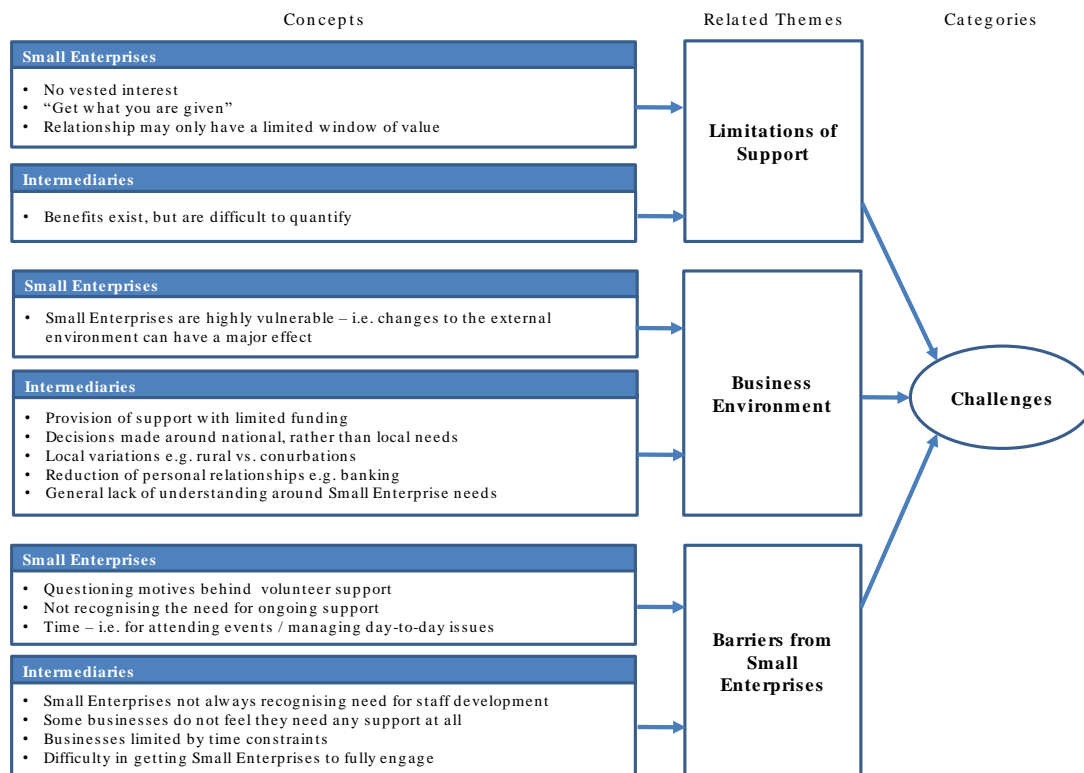 Concepts
Related Themes
Categories
Small Enterprises
• No vested interest
• “Get what you are given”
• Relationship may only have a limited window of value
Intermediaries
• Benefits exist, but are difficult to quantify
Limitations of
Support
Small Enterprises
• Small Enterprises are highly vulnerable – i.e. changes to the external
environment can have a major effect
Intermediaries
• Provision of support with limited funding
• Decisions made around national, rather than local needs
• Local variations e.g. rural vs. conurbations
• Reduction of personal relationships e.g. banking
• General lack of understanding around Small Enterprise needs
Business
Environment
Challenges
Small Enterprises
• Questioning motives behind volunteer support
• Not recognising the need for ongoing support
• Time – i.e. for attending events / managing day-to-day issues
Intermediaries
• Small Enterprises not always recognising need for staff development
• Some businesses do not feel they need any support at all
• Businesses limited by time constraints
• Difficulty in getting Small Enterprises to fully engage
Barriers from
Small
Enterprises